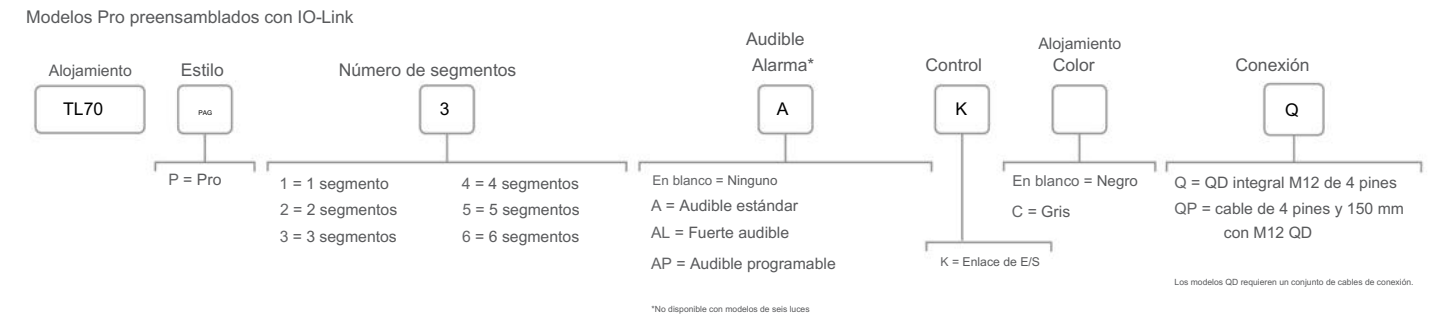 Modelos Pro preensamblados con IO-Link
Alojamiento
TL70
Estilo
PAG
P = Pro
Número de segmentos
3
1 = 1 segmento
2 = 2 segmentos
3 = 3 segmentos
4 = 4 segmentos
5 = 5 segmentos
6 = 6 segmentos
Audible
Alarma*
A
En blanco = Ninguno
A = Audible estándar
AL = Fuerte audible
AP = Audible programable
*No disponible con modelos de seis luces
Control
K
K = Enlace de E/S
Alojamiento
Color
En blanco = Negro
C = Gris
Conexión
Q
Q = QD integral M12 de 4 pines
QP = cable de 4 pines y 150 mm
con M12 QD
Los modelos QD requieren un conjunto de cables de conexión.